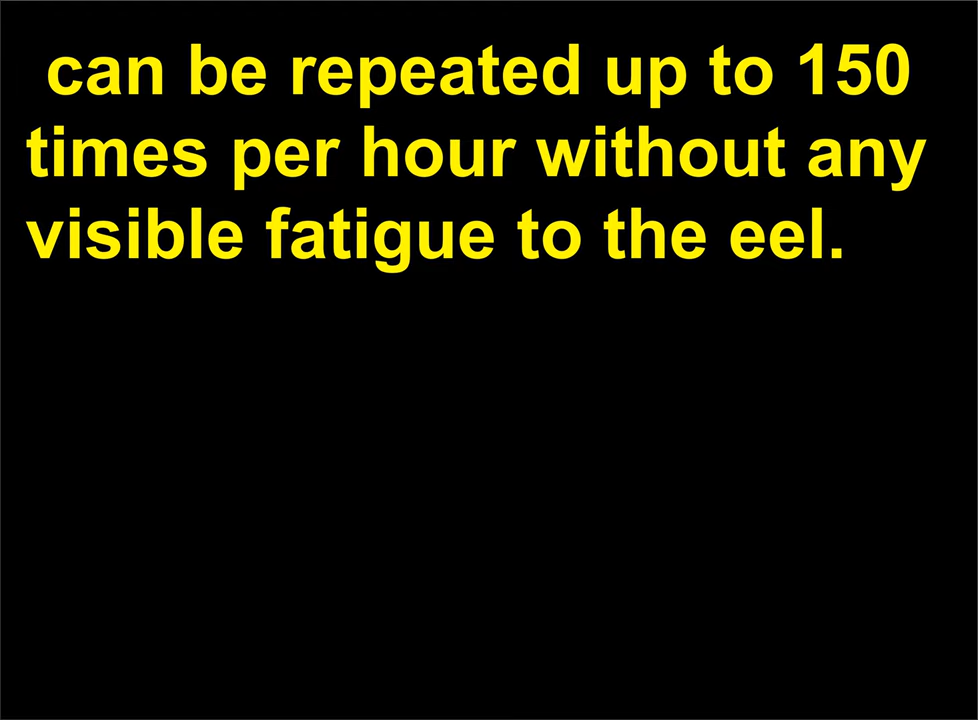 can be repeated up to 150
times per hour without any
visible fatigue to the eel.